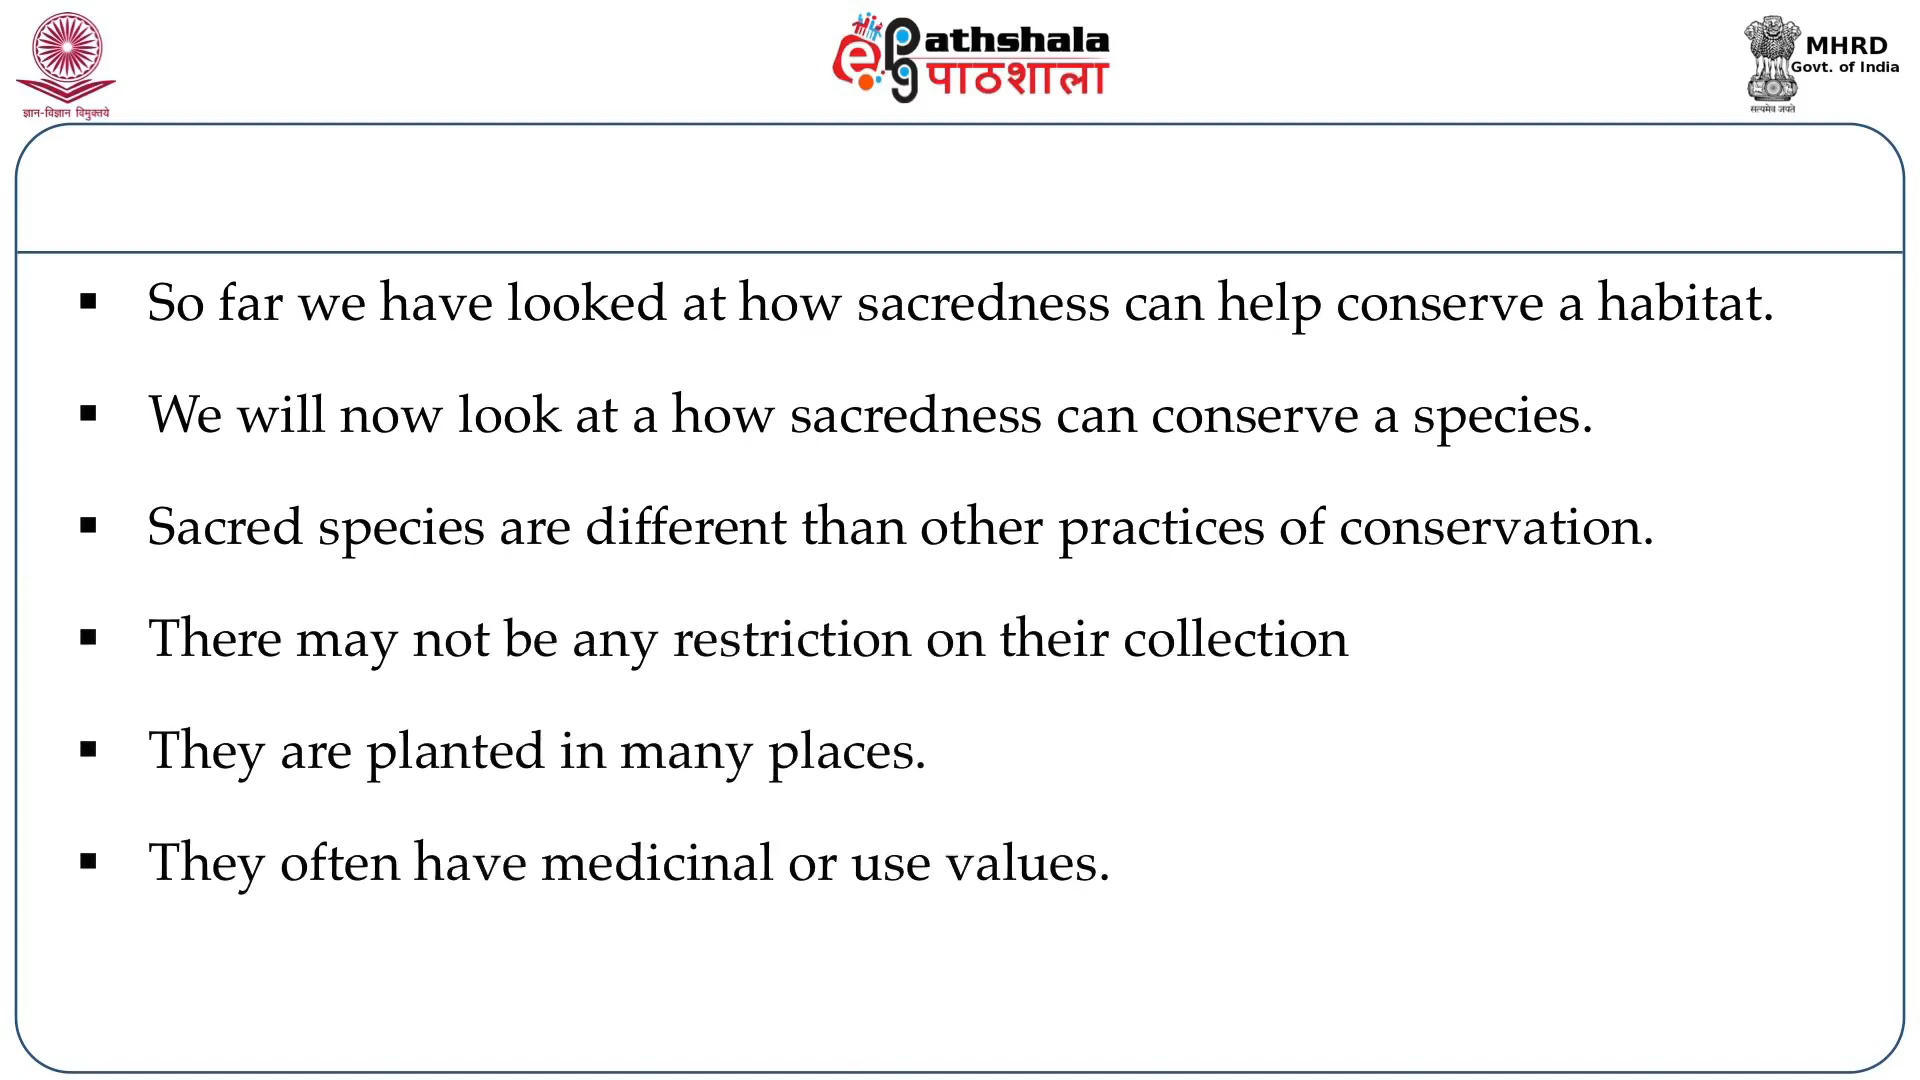 ज्ञान-विज्ञान विमुक्तये
ePG Pathshala
पाठशाला
सत्यमेव जयते
MHRD
Govt. of India
▪ So far we have looked at how sacredness can help conserve a habitat.
▪ We will now look at a how sacredness can conserve a species.
▪ Sacred species are different than other practices of conservation.
▪ There may not be any restriction on their collection
▪ They are planted in many places.
▪ They often have medicinal or use values.